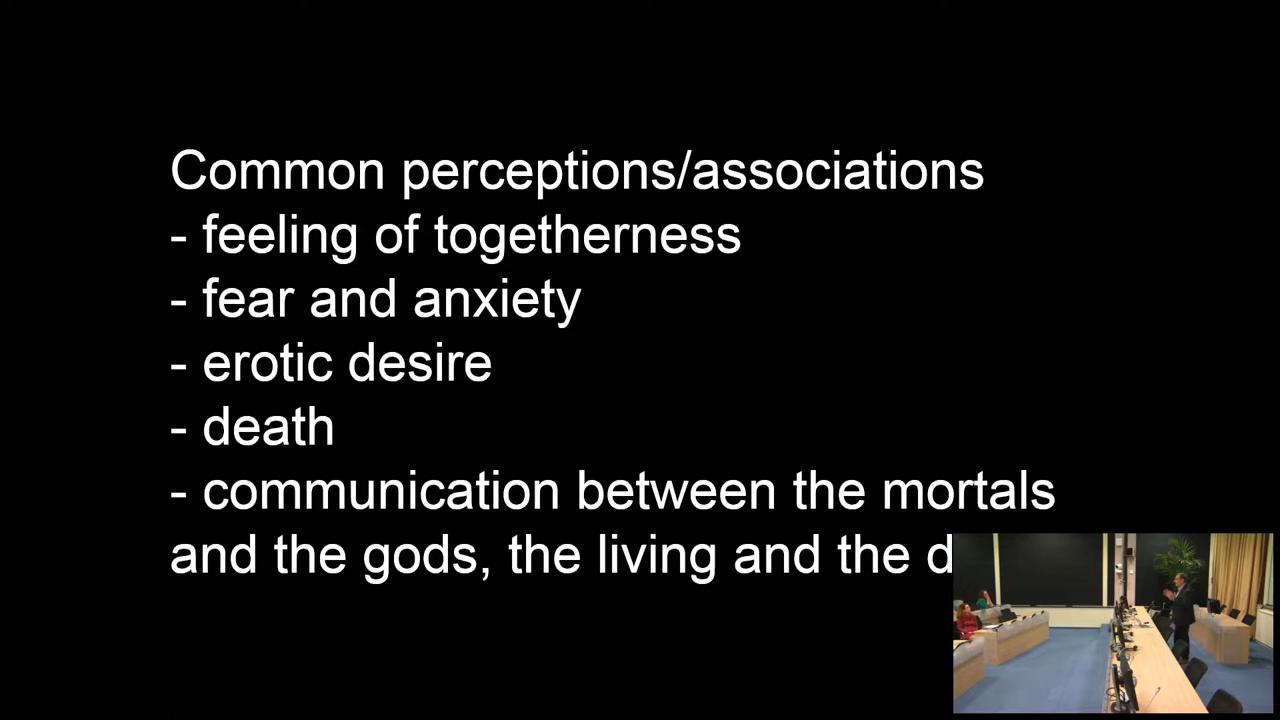 Common perceptions/associations
- feeling of togetherness
- fear and anxiety
- erotic desire
- death
- communication between the mortals
and the gods, the living and the